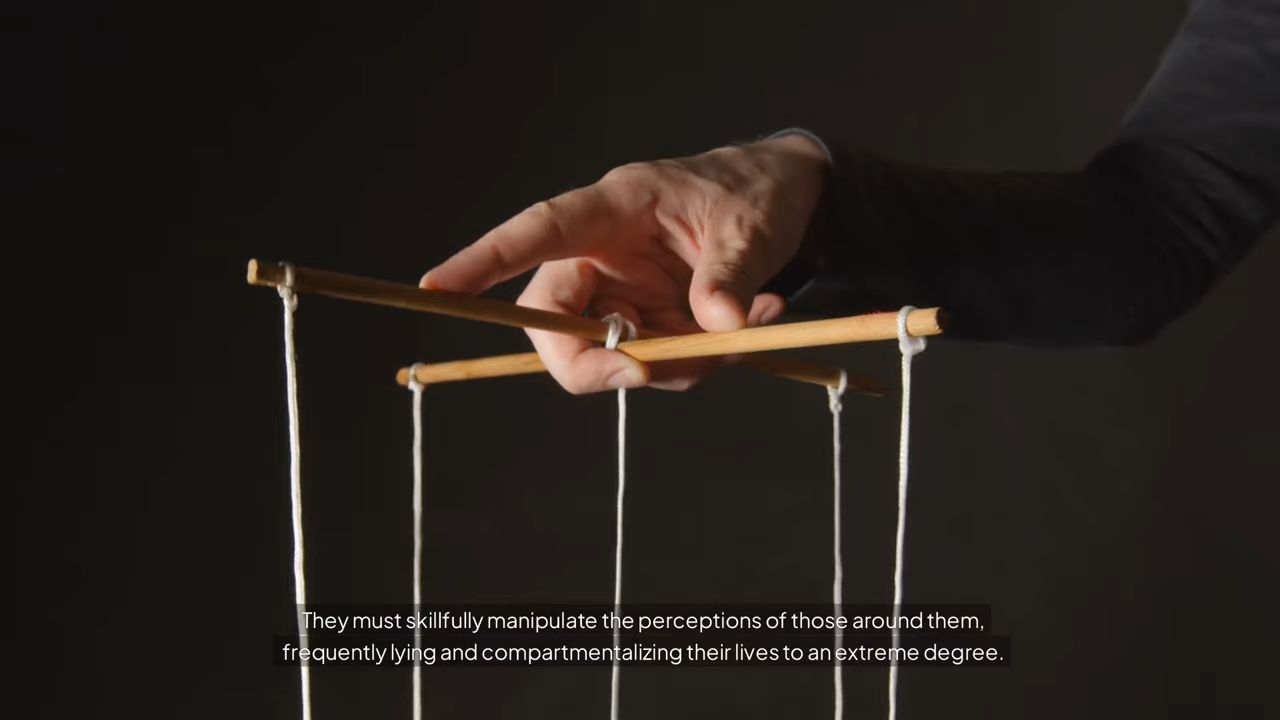 They must skillfully manipulate the perceptions of those around them,
frequently lying and compartmentalizing their lives to an extreme degree.